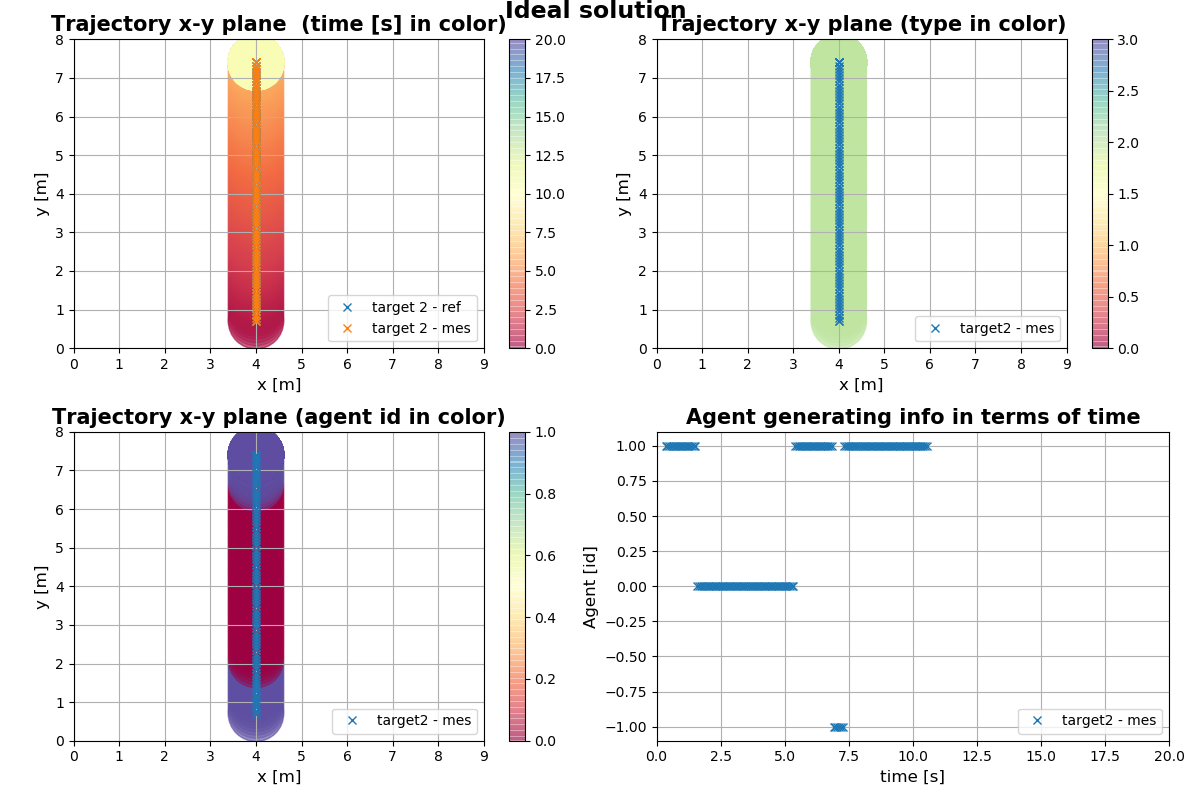 Ideal solution
Trajectory x-y plane  (time [s] in color)
8
7
6
5
4
3
2
1
0
y [m]
0 1 2 3 4 5 6 7 8 9
x [m]
target 2 - ref
target 2 - mes
20.0
17.5
15.0
12.5
10.0
7.5
5.0
2.5
0.0
Trajectory x-y plane (type in color)
8
7
6
5
4
3
2
1
0
y [m]
0 1 2 3 4 5 6 7 8 9
x [m]
target2 - mes
3.0
2.5
2.0
1.5
1.0
0.5
0.0
Trajectory x-y plane (agent id in color)
8
7
6
5
4
3
2
1
0
y [m]
0 1 2 3 4 5 6 7 8 9
x [m]
target2 - mes
1.0
0.8
0.6
0.4
0.2
0.0
Agent generating info in terms of time
1.00
0.75
0.50
0.25
0.00
−0.25
−0.50
−0.75
−1.00
Agent [id]
0.0 2.5 5.0 7.5 10.0 12.5 15.0 17.5 20.0
time [s]
target2 - mes